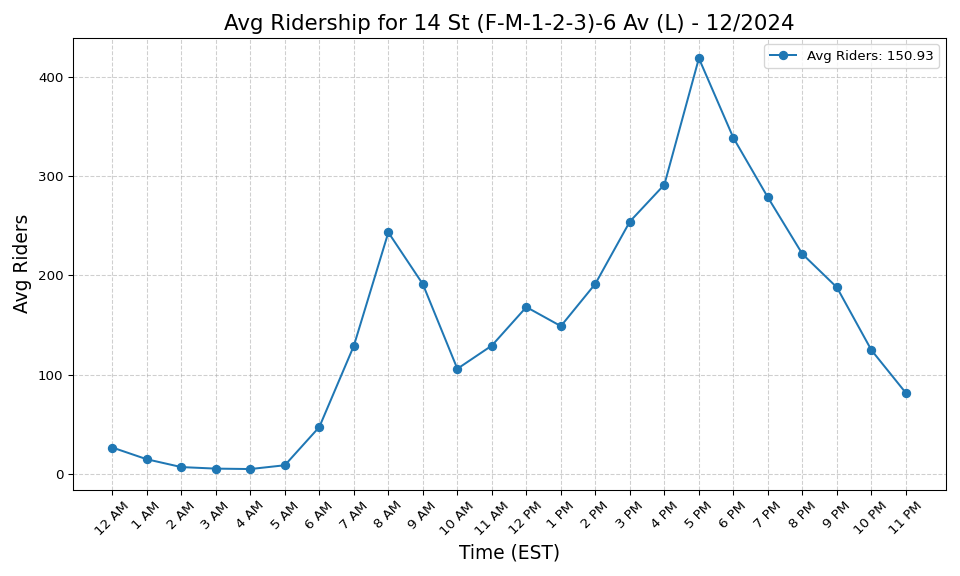 Avg Ridership for 14 St (F-M-1-2-3)-6 Av (L) - 12/2024
Avg Riders: 150.93
Avg Riders
400
300
200
100
0
12 AM
1 AM
2 AM
3 AM
4 AM
5 AM
6 AM
7 AM
8 AM
9 AM
10 AM
11 AM
12 PM
1 PM
2 PM
3 PM
4 PM
5 PM
6 PM
7 PM
8 PM
9 PM
10 PM
11 PM
Time (EST)